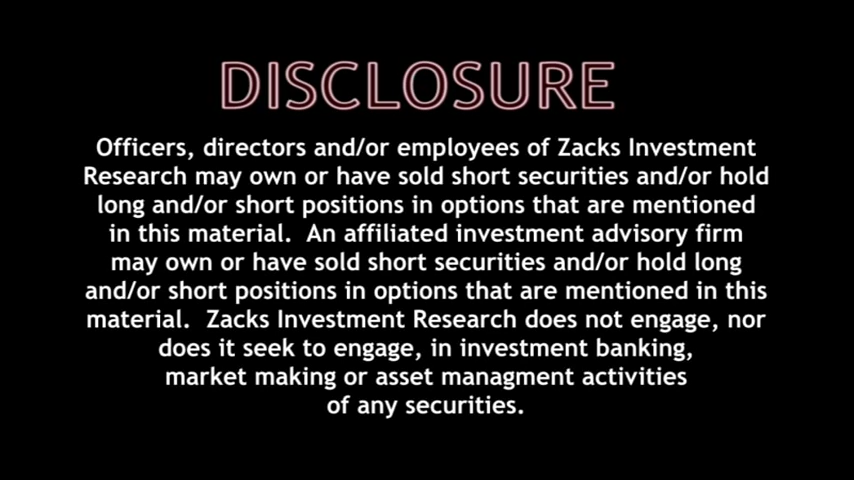 DISCLOSURE
Officers, directors and/or employees of Zacks Investment
Research may own or have sold short securities and/or hold
long and/or short positions in options that are mentioned
in this material.  An affiliated investment advisory firm
may own or have sold short securities and/or hold long
and/or short positions in options that are mentioned in this
material.  Zacks Investment Research does not engage, nor
does it seek to engage, in investment banking,
market making or asset managment activities
of any securities.